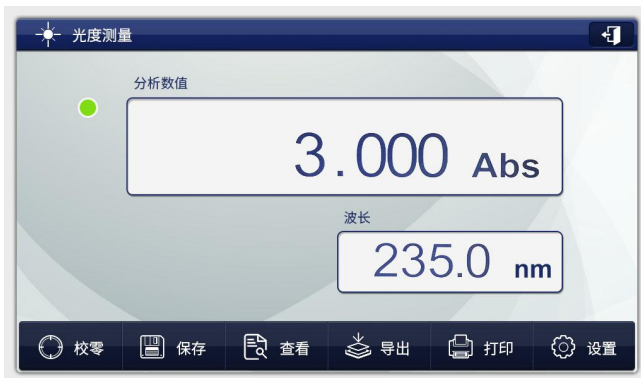 光度测量
分析数值
3.000 Abs
波长
235.0 nm
校零 保存 查看 导出 打印 设置